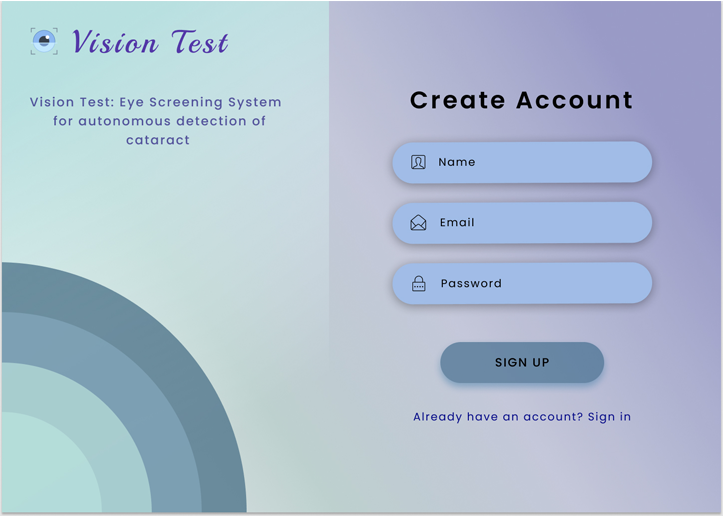 Vision Test
Vision Test: Eye Screening System
for autonomous detection of
cataract
Create Account
Name
Email
Password
SIGN UP
Already have an account? Sign in